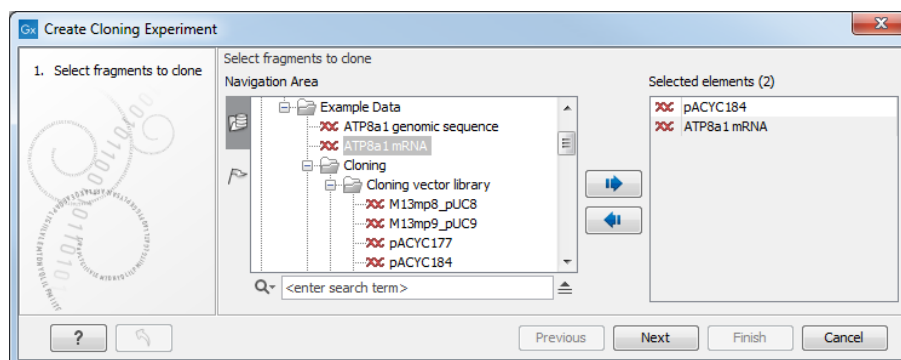 Gx Create Cloning Experiment
X
1. Select fragments to clone
Select fragments to clone
Navigation Area
Example Data
ATP8a1 genomic sequence
ATP8a1 mRNA
Cloning
Cloning vector library
M13mp8_pUC8
M13mp9_pUC9
pACYC177
pACYC184
<enter search term>
Selected elements (2)
pACYC184
ATP8a1 mRNA
?
Previous
Next
Finish
Cancel